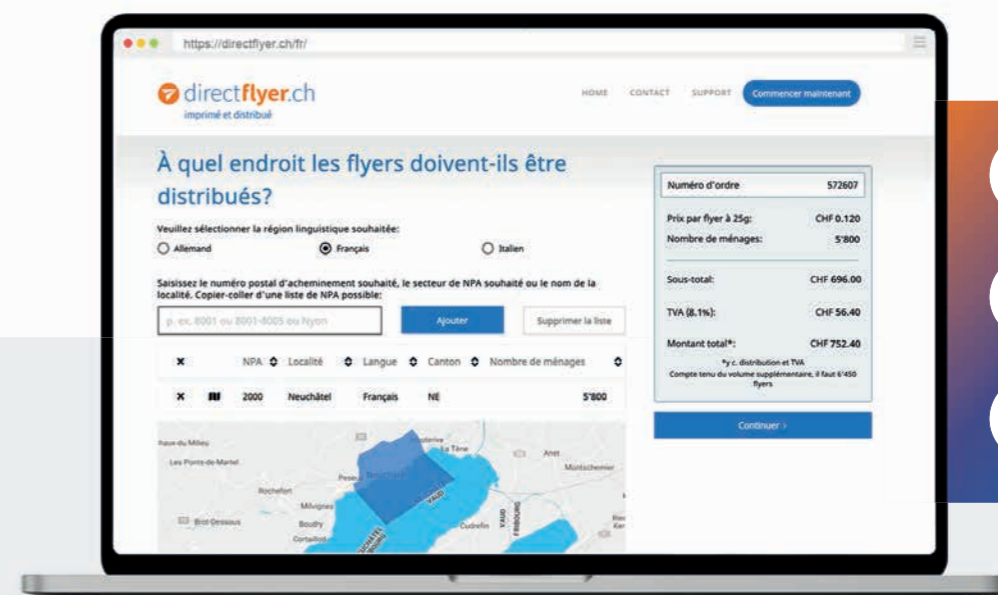 https://directflyer.ch/fr/
directflyer.ch
imprimé et distribué
HOME CONTACT SUPPORT Commencer maintenant
À quel endroit les flyers doivent-ils être
distribués?
Veuillez sélectionner la région linguistique souhaitée:
Allemand Français Italien
Saisissez le numéro postal d'acheminement souhaité, le secteur de NPA souhaité ou le nom de la
localité. Copier-coller d'une liste de NPA possible:
p. ex. 8001 ou 8001-8005 ou Nyon Ajouter Supprimer la liste
NPA Localité Langue Canton Nombre de ménages
2000 Neuchâtel Français NE 5'800
Numéro d'ordre 572607
Prix par flyer à 25g: CHF 0.120
Nombre de ménages: 5'800
Sous-total: CHF 696.00
TVA (8,1%): CHF 56.40
Montant total*: CHF 752.40
*y c. distribution et TVA
Compte tenu du volume supplémentaire, il faut 6'450
flyers
Continuer >
La Tène
Anet
Les Ponts-de-Martel
Rochefort
Milvignes
Brot-Dessous
Boudry
Cortaillod
Cudrefin
VAUD
VAUD
FRIBOURG